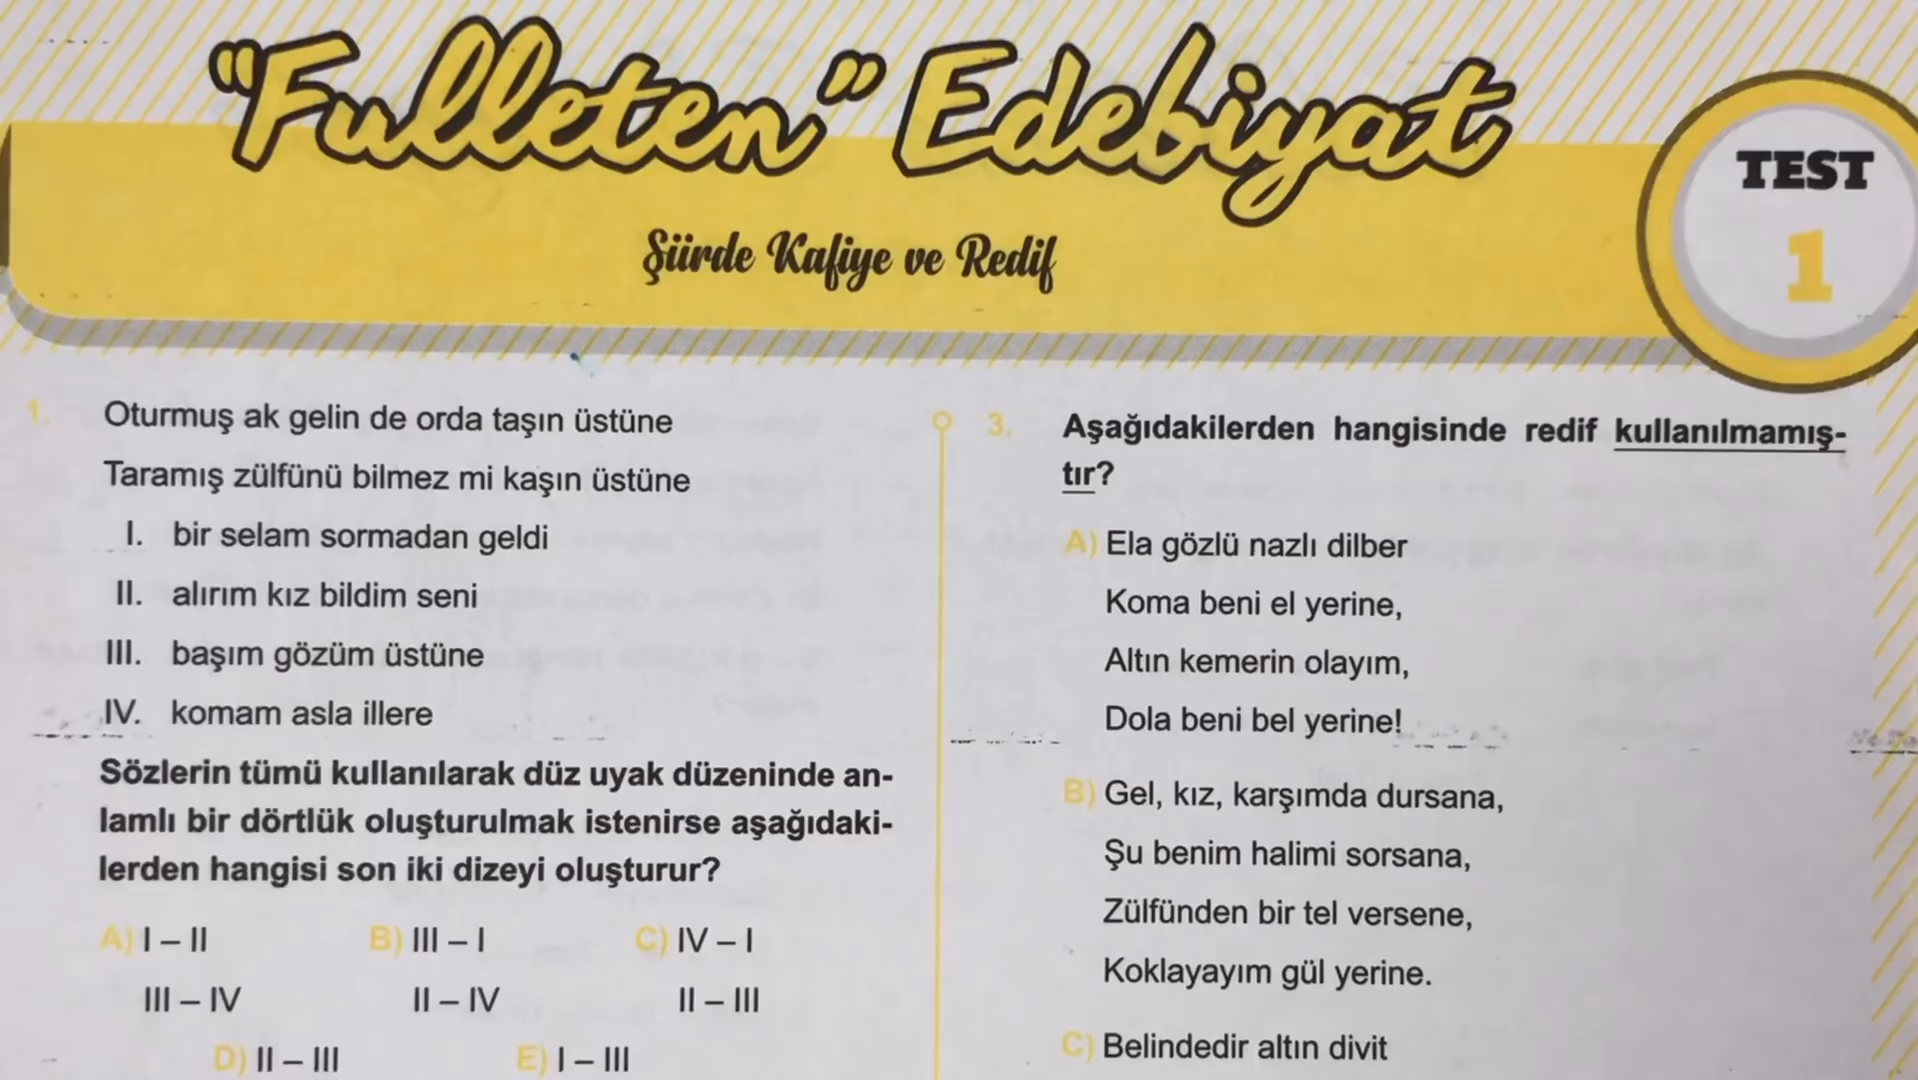 "Fulleten" Edebiyat
TEST
1
Şiirde Kafiye ve Redif
1. Oturmuş ak gelin de orda taşın üstüne
Taramış zülfünü bilmez mi kaşın üstüne
I. bir selam sormadan geldi
II. alırım kız bildim seni
III. başım gözüm üstüne
IV. komam asla illere
Sözlerin tümü kullanılarak düz uyak düzeninde an-
lamlı bir dörtlük oluşturulmak istenirse aşağıdaki-
lerden hangisi son iki dizeyi oluşturur?
A) I – II
III – IV
B) III – I
II – IV
C) IV – I
II – III
D) II – III
E) I – III
3. Aşağıdakilerden hangisinde redif kullanılmamış-
tır?
A) Ela gözlü nazlı dilber
Koma beni el yerine,
Altın kemerin olayım,
Dola beni bel yerine!
B) Gel, kız, karşımda dursana,
Şu benim halimi sorsana,
Zülfünden bir tel versene,
Koklayayım gül yerine.
C) Belindedir altın divit